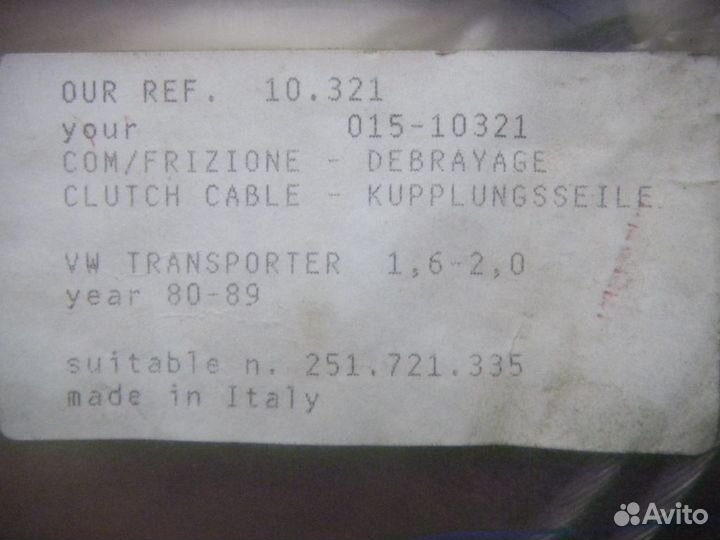 OUR REF. 10.321
your 015-10321
COM/FRIZIONE - DEBRAYAGE
CLUTCH CABLE - KUPPLUNGSSEILE
VW TRANSPORTER 1,6-2,0
year 80-89
suitable n. 251.721.335
made in Italy
Avito